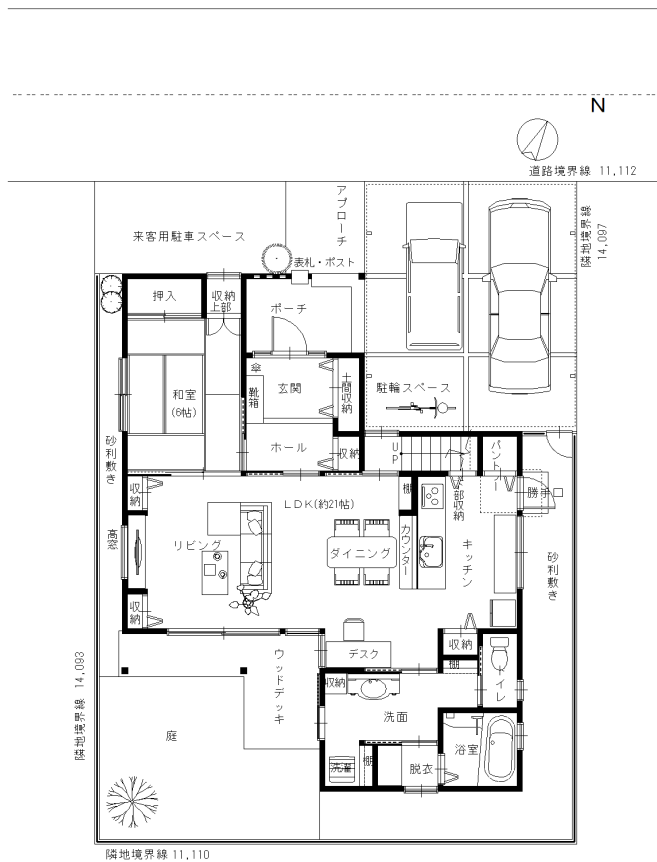 N
道路境界線 11,112
アプローチ
隣地境界線
14,097
来客用駐車スペース
表札・ポスト
押入
収納
上部
ポーチ
和室
(6帖)
傘
靴箱
玄関
土間収納
駐輪スペース
ホール
収納
UP
パントリー
砂利敷き
収納
LDK(約21帖)
棚
下部収納
勝手口
高窓
リビング
ダイニング
カウンター
キッチン
砂利敷き
収納
デスク
収納
棚
トイレ
隣地境界線 14,093
ウッドデッキ
収納
洗面
庭
浴室
洗濯
棚
脱衣
隣地境界線 11,110